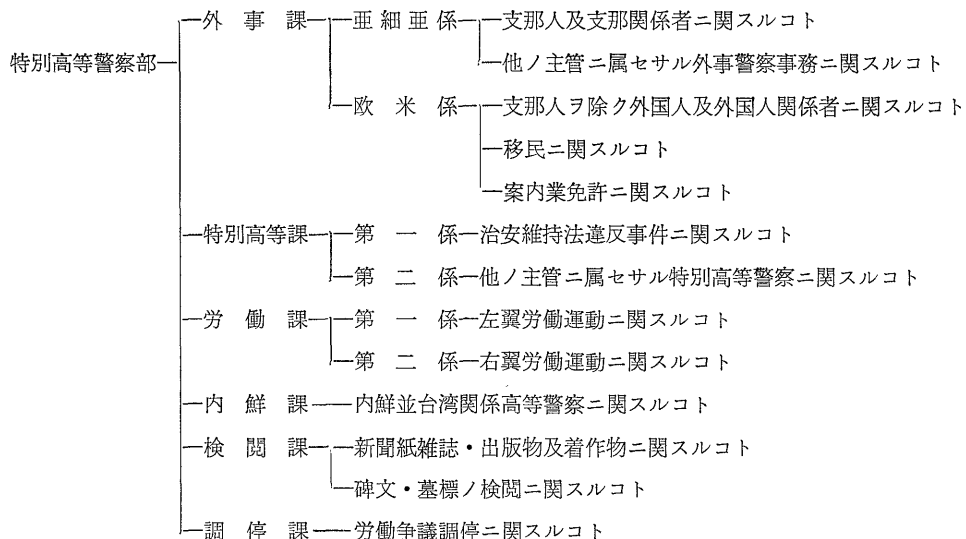 外事課 亜細亜係 支那人及支那関係者ニ関スルコト
特別高等警察部 他ノ主管ニ属セサル外事警察事務ニ関スルコト
欧米係 支那人ヲ除ク外国人及外国人関係者ニ関スルコト
移民ニ関スルコト
案内業免許ニ関スルコト
特別高等課 第一係 治安維持法違反事件ニ関スルコト
第二係 他ノ主管ニ属セサル特別高等警察ニ関スルコト
労働課 第一係 左翼労働運動ニ関スルコト
第二係 右翼労働運動ニ関スルコト
内鮮課 内鮮並台湾関係高等警察ニ関スルコト
検閲課 新聞紙雑誌・出版物及着作物ニ関スルコト
碑文・墓標ノ検閲ニ関スルコト
調停課 労働争議調停ニ関スルコト